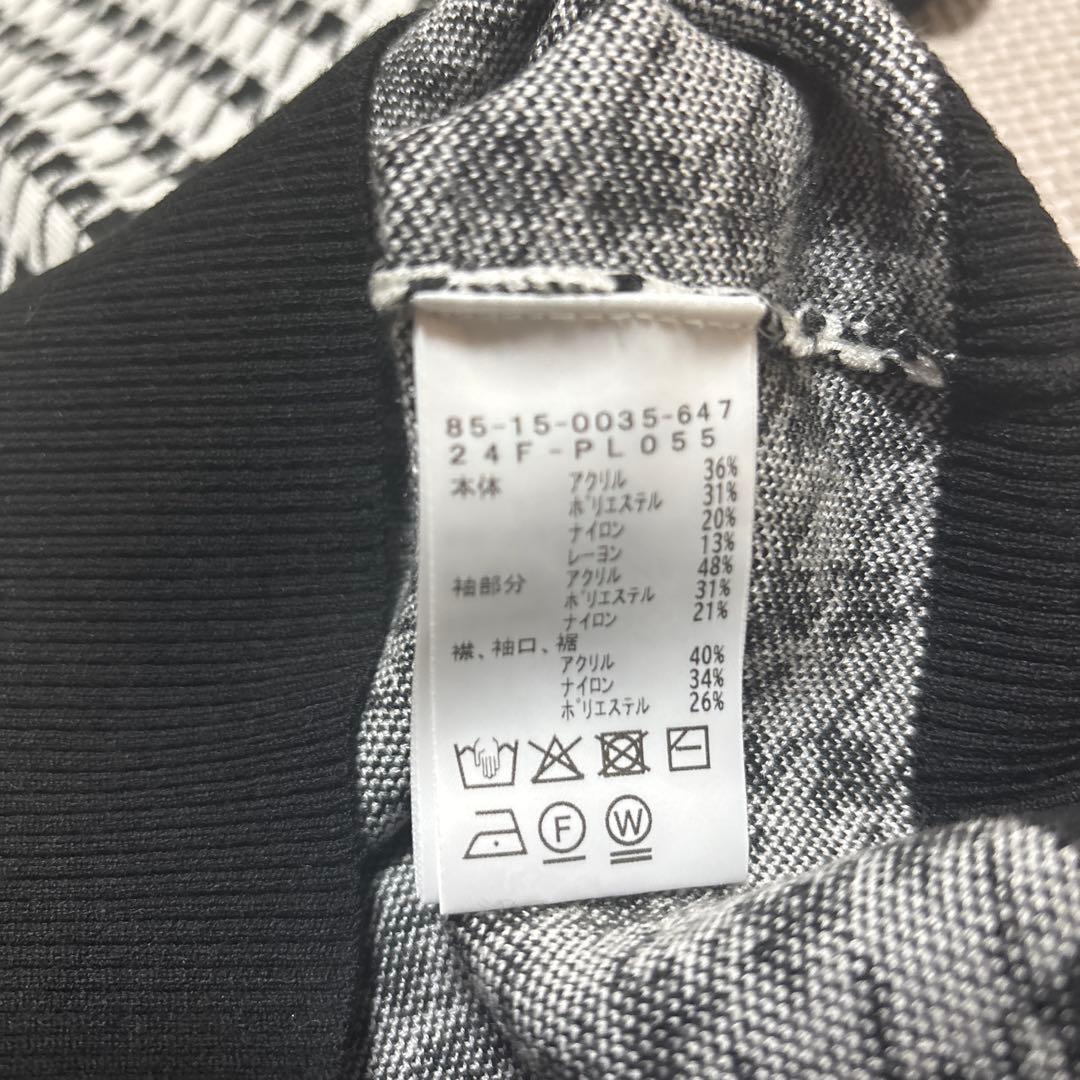 85-15-0035-647
24F-PL055
本体 アクリル 36%
ポリエステル 31%
ナイロン 20%
レーヨン 13%
袖部分 アクリル 48%
ポリエステル 31%
ナイロン 21%
襟、袖口、裾
アクリル 40%
ナイロン 34%
ポリエステル 26%
F W